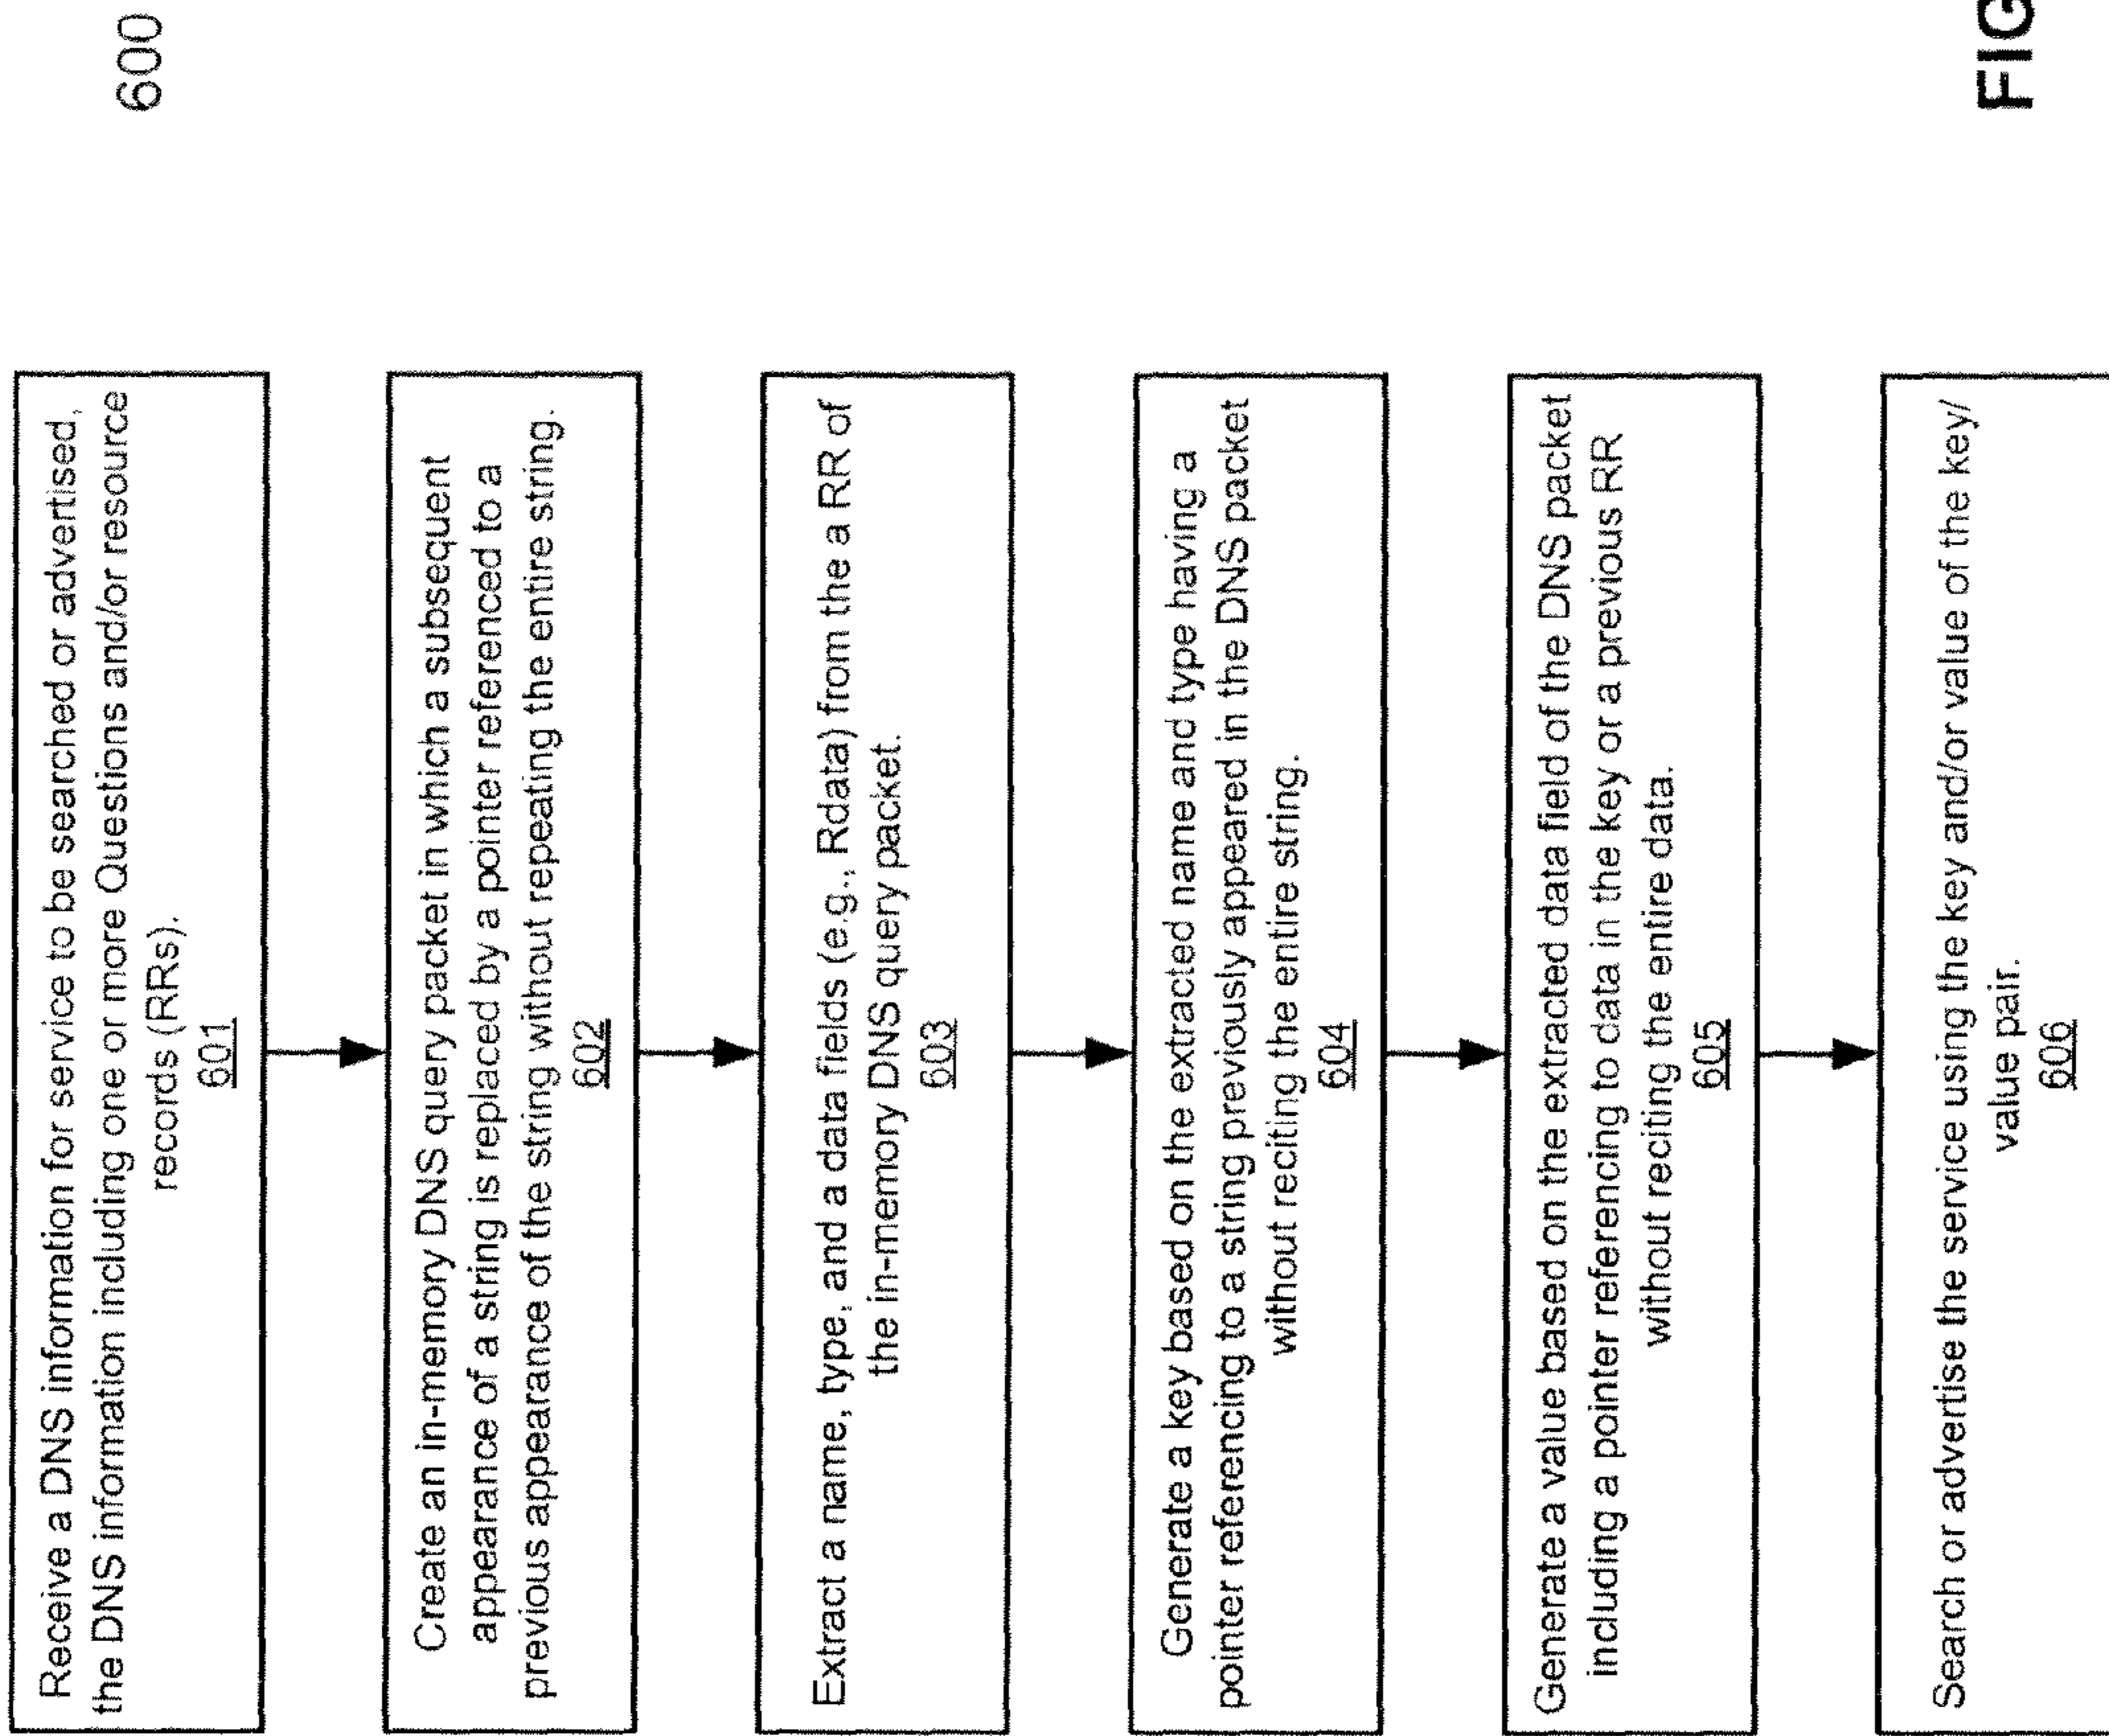 600
Receive a DNS information for service to be searched or advertised,
the DNS information including one or more Questions and/or resource
records (RRs).
601
Create an in-memory DNS query packet in which a subsequent
appearance of a string is replaced by a pointer referenced to a
previous appearance of the string without repeating the entire string.
602
Extract a name, type, and a data fields (e.g., Rdata) from the a RR of
the in-memory DNS query packet.
603
Generate a key based on the extracted name and type having a
pointer referencing to a string previously appeared in the DNS packet
without reciting the entire string.
604
Generate a value based on the extracted data field of the DNS packet
including a pointer referencing to data in the key or a previous RR
without reciting the entire data.
605
Search or advertise the service using the key and/or value of the key/
value pair.
606
FIG